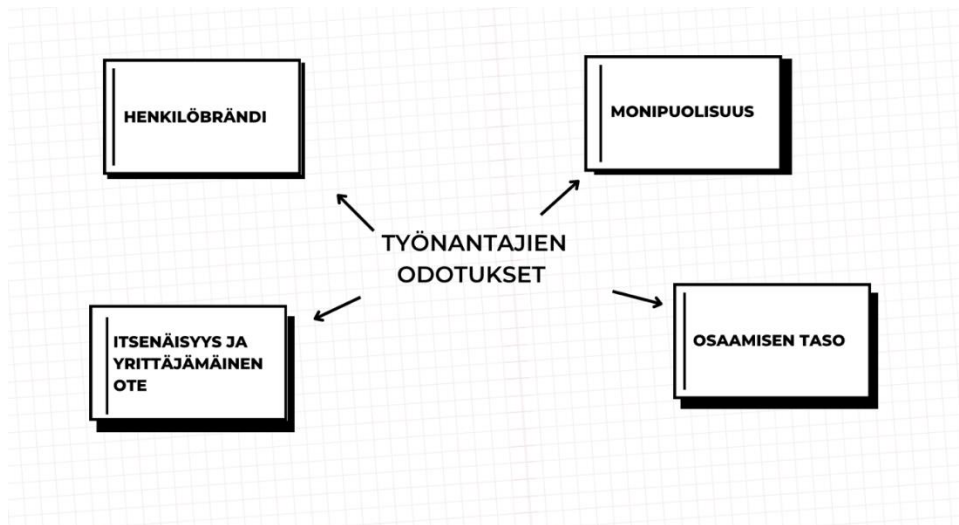 HENKILÖBRÄNDI
MONIPUOLISUUS
TYÖNANTAJIEN
ODOTUKSET
ITSENÄISYYS JA
YRITTÄJÄMÄINEN
OTE
OSAAMISEN TASO